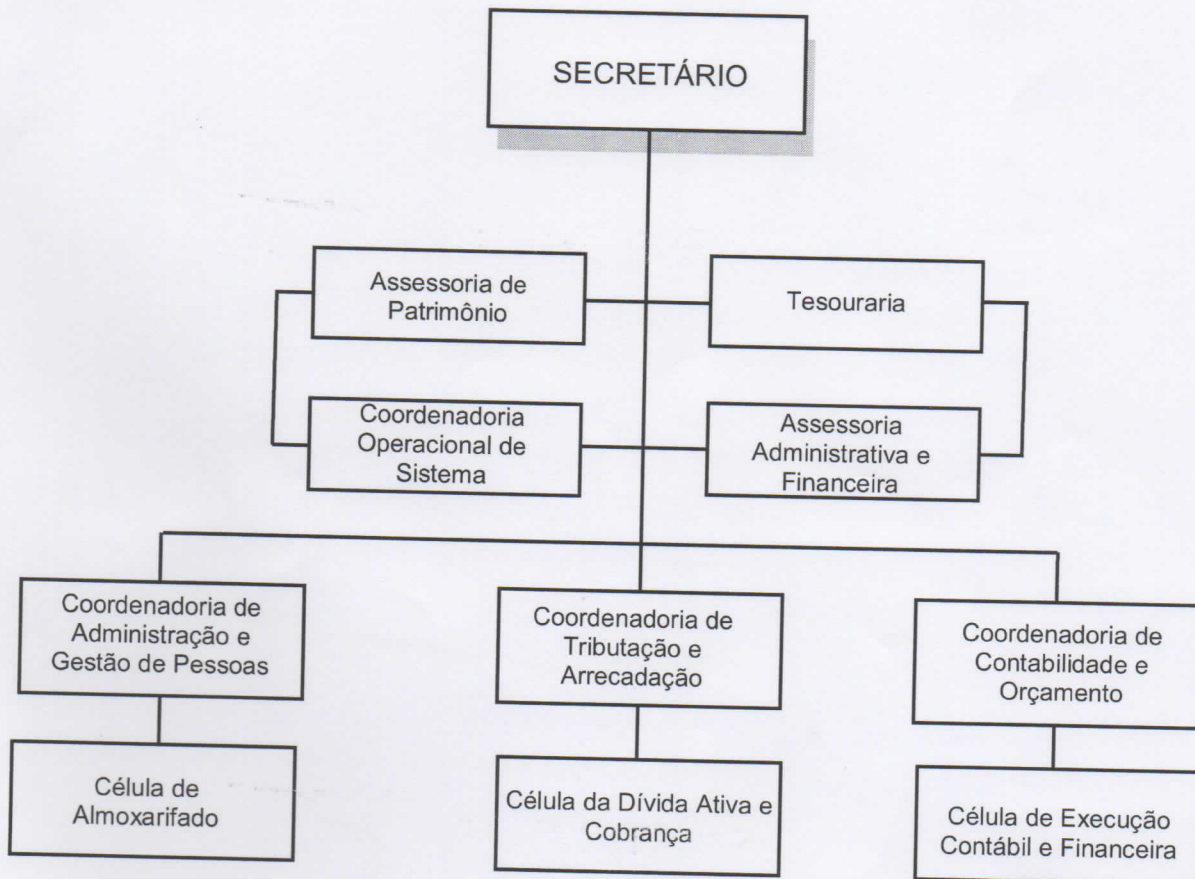 SECRETÁRIO
Assessoria de
Patrimônio
Tesouraria
Coordenadoria
Operacional de
Sistema
Assessoria
Administrativa e
Financeira
Coordenadoria de
Administração e
Gestão de Pessoas
Coordenadoria de
Tributação e
Arrecadação
Coordenadoria de
Contabilidade e
Orçamento
Célula de
Almoxarifado
Célula da Dívida Ativa e
Cobrança
Célula de Execução
Contábil e Financeira